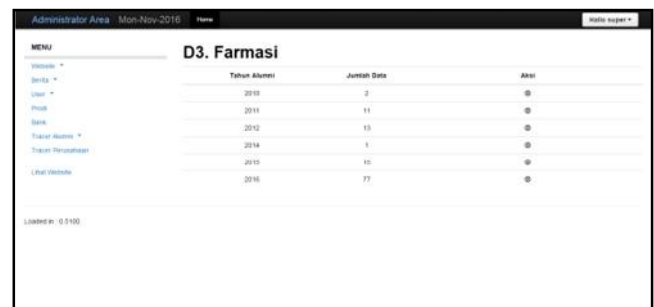 Administrator Area Mon-Nov-2016 Home Hallo super
MENU
Website
Berita
User
Prodi
Bank
Tracer Alumni
Tracer Perusahaan
Lihat Website
D3. Farmasi
Tahun Alumni Jumlah Data Aksi
2010 2
2011 11
2012 13
2014 1
2015 15
2016 77
Loaded in : 0.5100